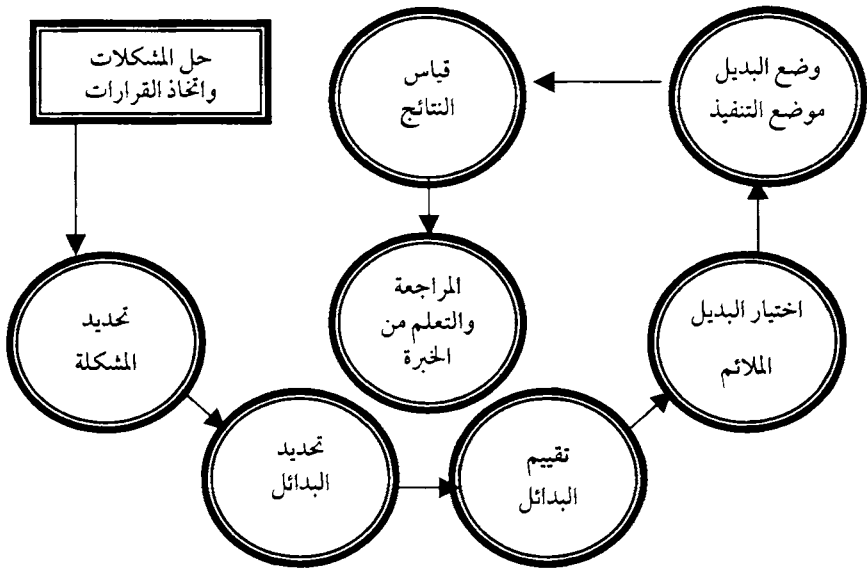 حل المشكلات
واتخاذ القرارات
تحديد
المشكلة
تحديد
البدائل
تقييم
البدائل
اختيار البديل
الملائم
وضع البديل
موضع التنفيذ
قياس
النتائج
المراجعة
والتعلم من
الخبرة